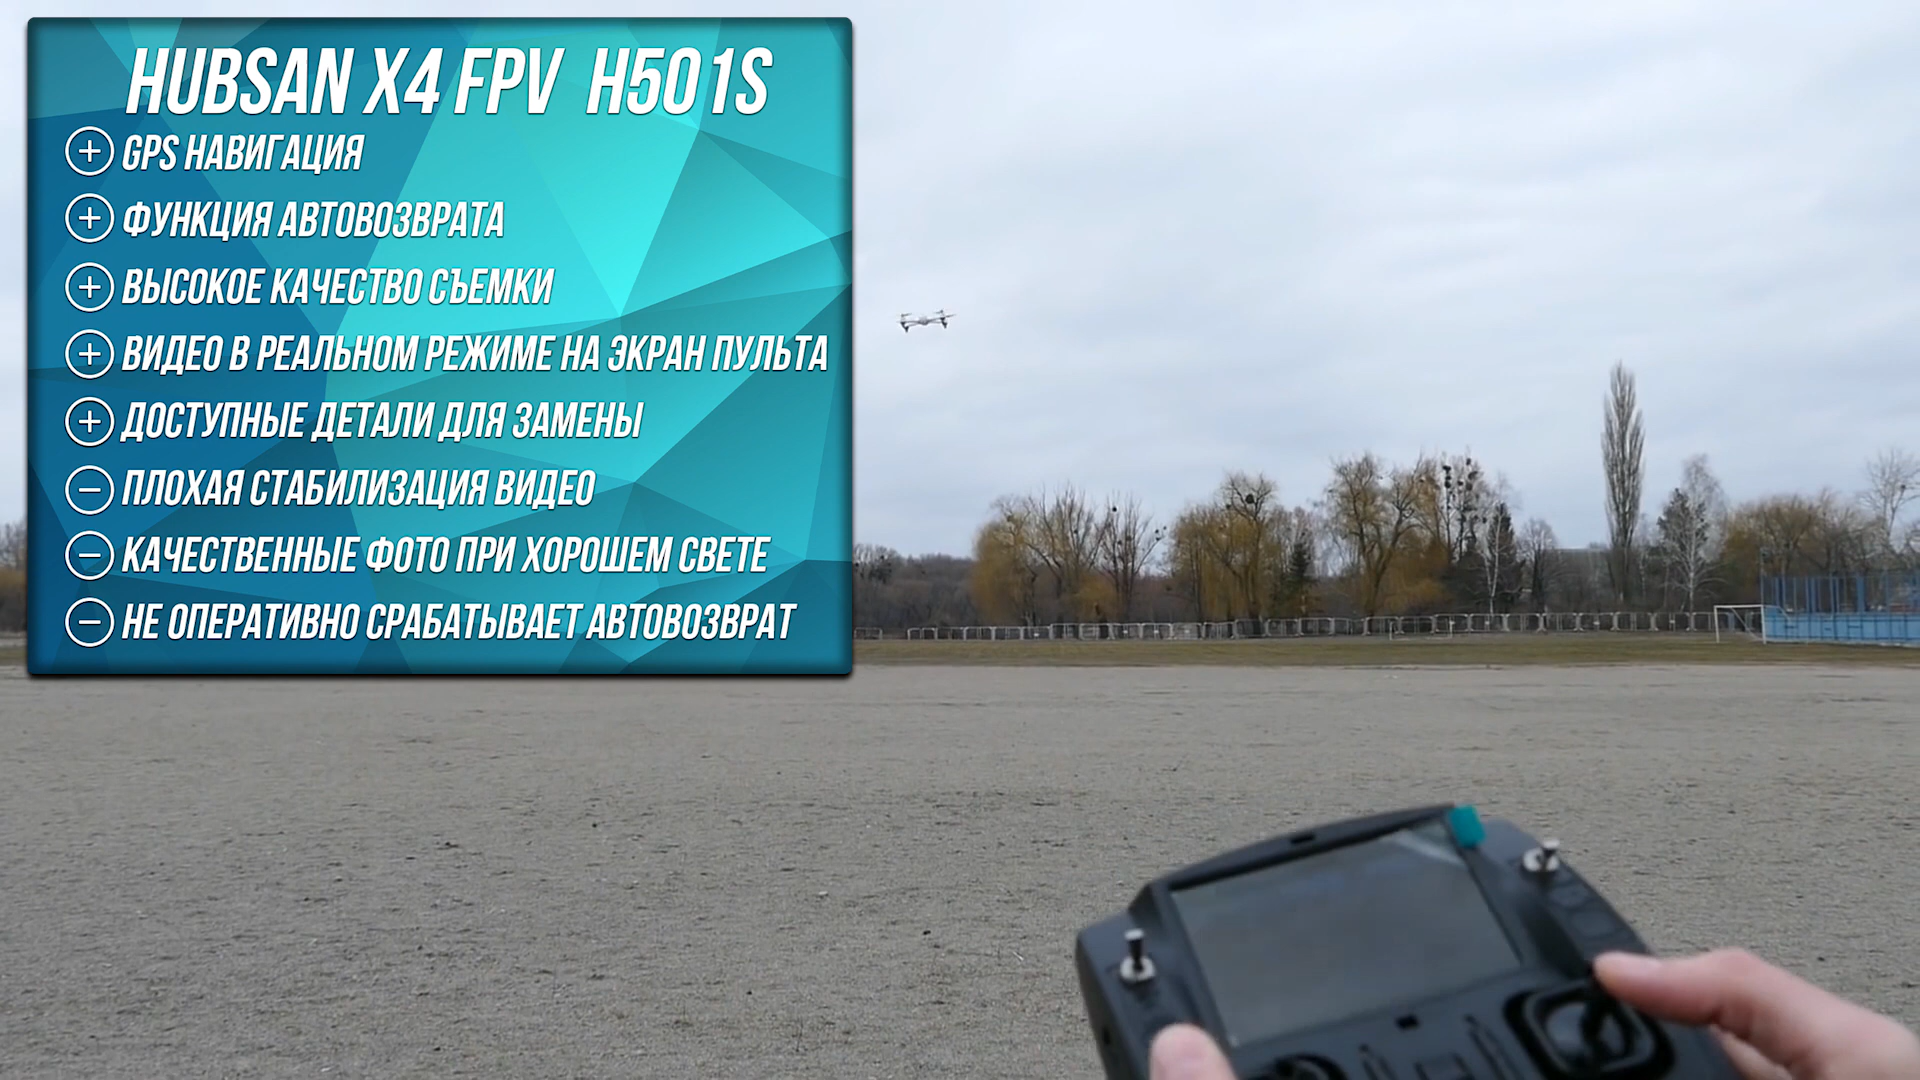 HUBSAN X4 FPV H501S
+ GPS НАВИГАЦИЯ
+ ФУНКЦИЯ АВТОВОЗВРАТА
+ ВЫСОКОЕ КАЧЕСТВО СЪЕМКИ
+ ВИДЕО В РЕАЛЬНОМ РЕЖИМЕ НА ЭКРАН ПУЛЬТА
+ ДОСТУПНЫЕ ДЕТАЛИ ДЛЯ ЗАМЕНЫ
− ПЛОХАЯ СТАБИЛИЗАЦИЯ ВИДЕО
− КАЧЕСТВЕННЫЕ ФОТО ПРИ ХОРОШЕМ СВЕТЕ
− НЕ ОПЕРАТИВНО СРАБАТЫВАЕТ АВТОВОЗВРАТ